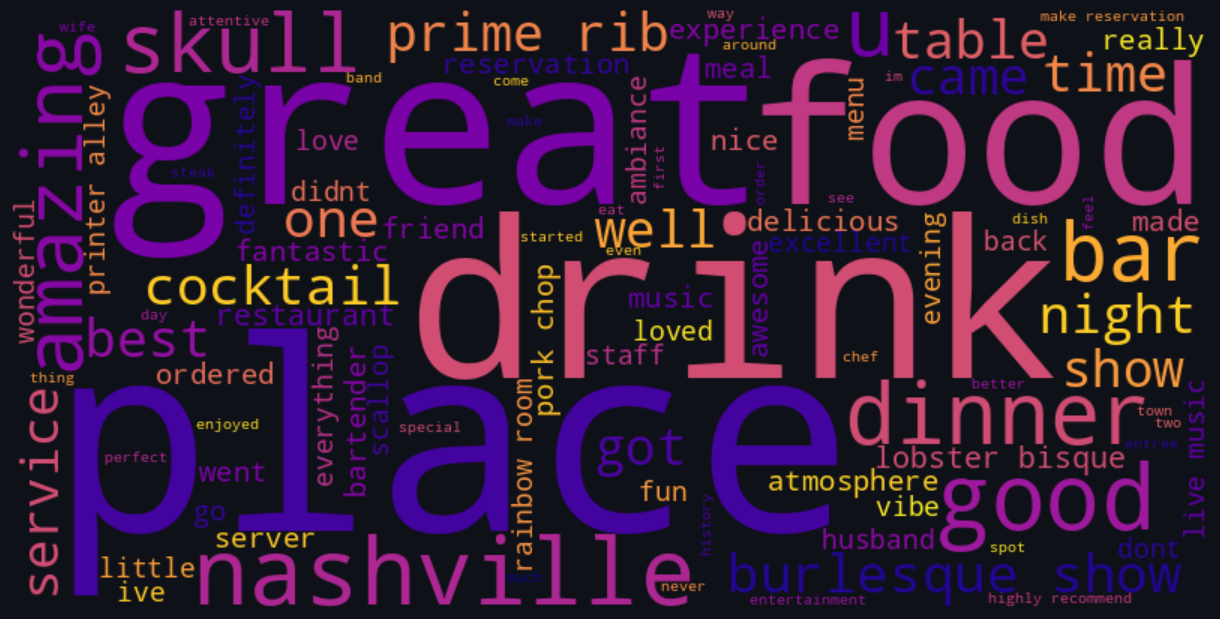 wife
attentive
skull
prime rib
experience
way
around
u
table
make reservation
really
amazing
great
food
band
reservation
come
meal
im
came
time
printer alley
definitely
love
make
ambiance
first
nice
menu
steak
didnt
one
friend
order
see
eat
well
delicious
dish
feel
made
wonderful
fantastic
started
even
drink
excellent
evening
back
bar
cocktail
day
restaurant
best
pork chop
music
loved
awesome
night
staff
chef
show
thing
ordered
everything
bartender
scallop
better
service
place
enjoyed
special
rainbow room
dinner
town
two
live music
perfect
went
got
fun
lobster bisque
entree
atmosphere
vibe
good
go
server
history
husband
spot
dont
little
ive
nashville
much
never
burlesque show
entertainment
highly recommend